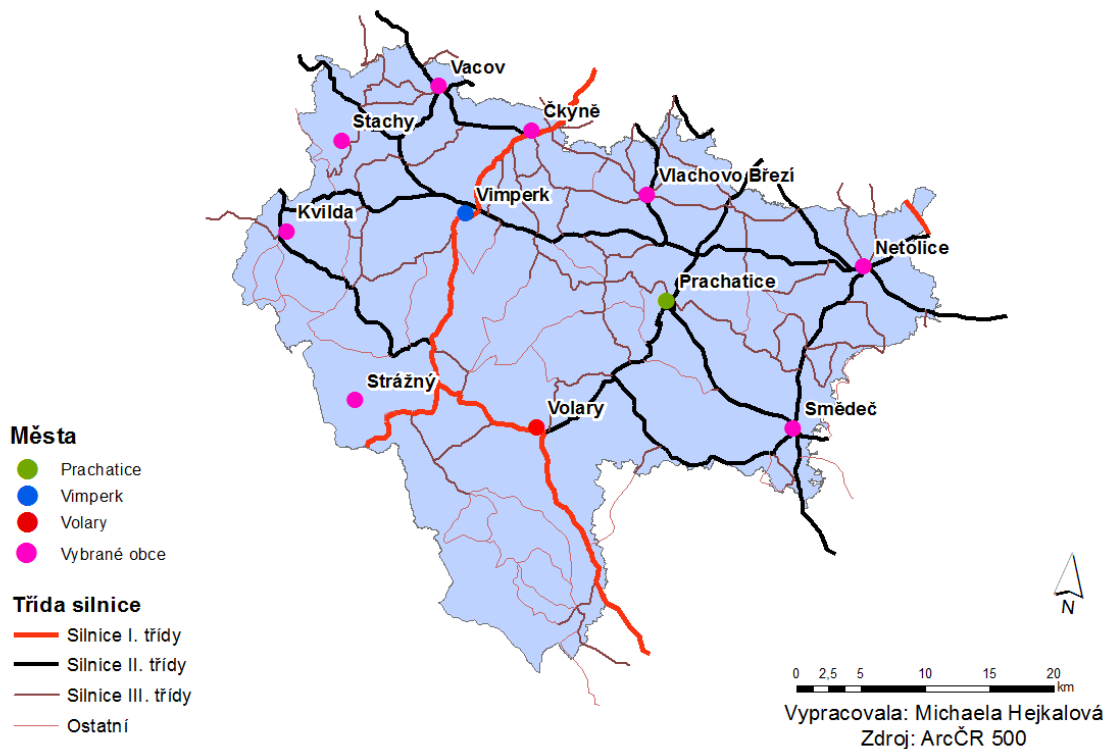 Vacov
Čkyně
Stachy
Vlachovo Březí
Vimperk
Kvilda
Netolice
Prachatice
Strážný
Volary
Smědeč
Města
Prachatice
Vimperk
Volary
Vybrané obce
Třída silnice
Silnice I. třídy
Silnice II. třídy
Silnice III. třídy
Ostatní
N
0 2,5 5 10 15 20
km
Vypracovala: Michaela Hejkalová
Zdroj: ArcČR 500